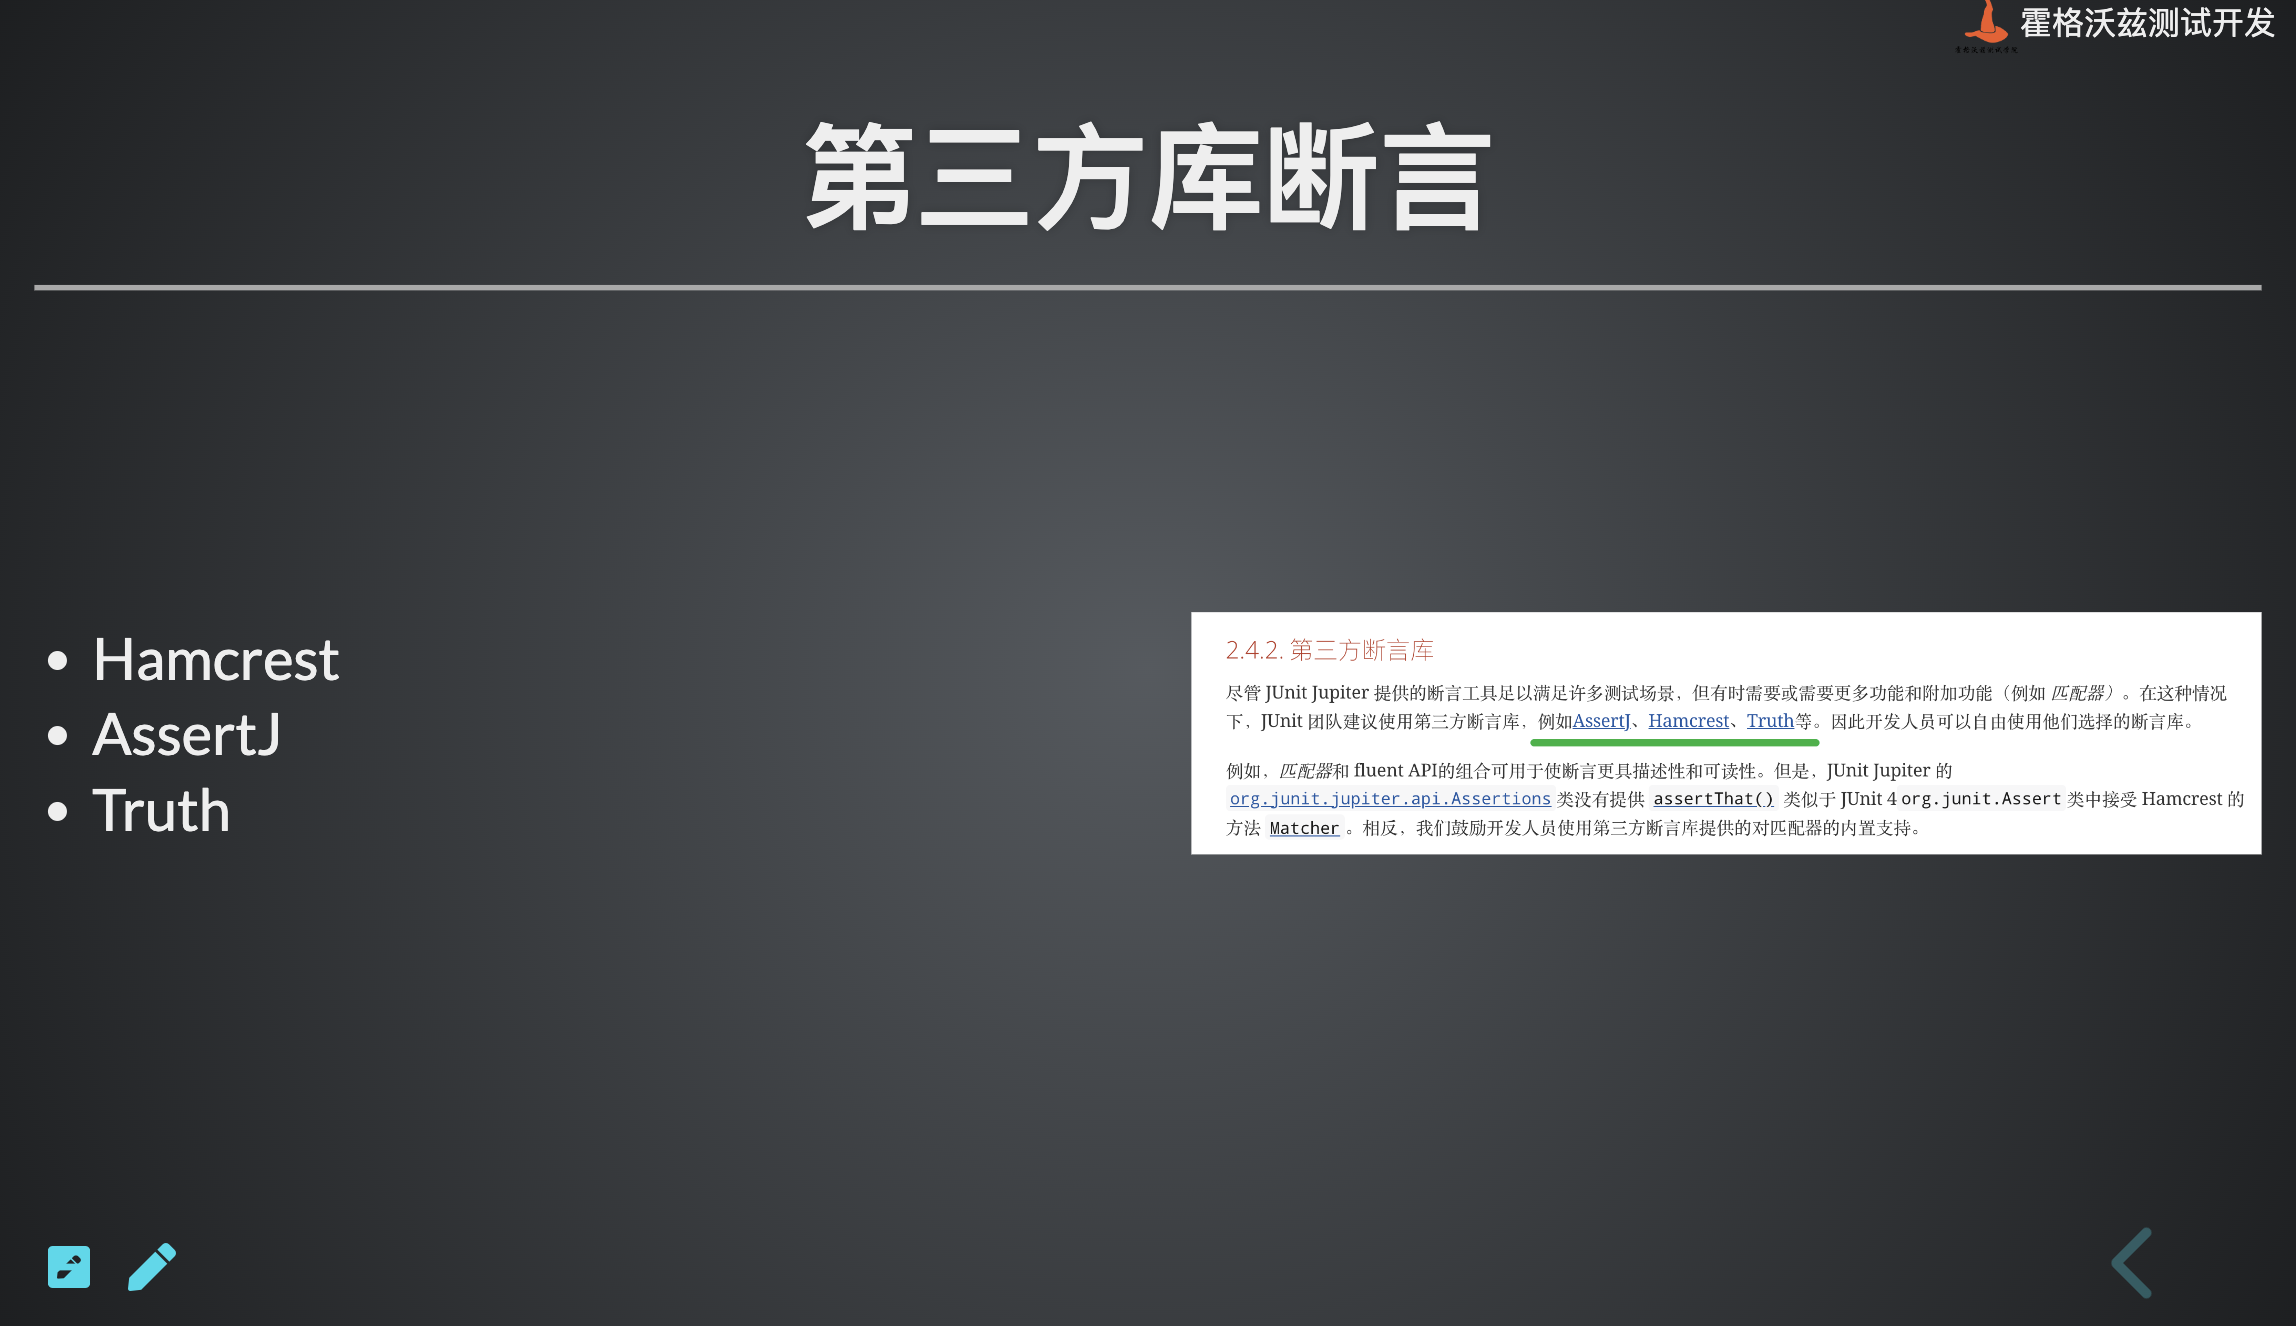 霍格沃兹测试开发
霍格沃兹测试学院
第三方库断言
Hamcrest
AssertJ
Truth
2.4.2. 第三方断言库
尽管 JUnit Jupiter 提供的断言工具足以满足许多测试场景，但有时需要或需要更多功能和附加功能（例如 匹配器）。在这种情况
下，JUnit 团队建议使用第三方断言库，例如AssertJ、Hamcrest、Truth等。因此开发人员可以自由使用他们选择的断言库。
例如，匹配器和 fluent API的组合可用于使断言更具描述性和可读性。但是，JUnit Jupiter 的
org.junit.jupiter.api.Assertions 类没有提供 assertThat() 类似于 JUnit 4 org.junit.Assert 类中接受 Hamcrest 的
方法 Matcher 。相反，我们鼓励开发人员使用第三方断言库提供的对匹配器的内置支持。